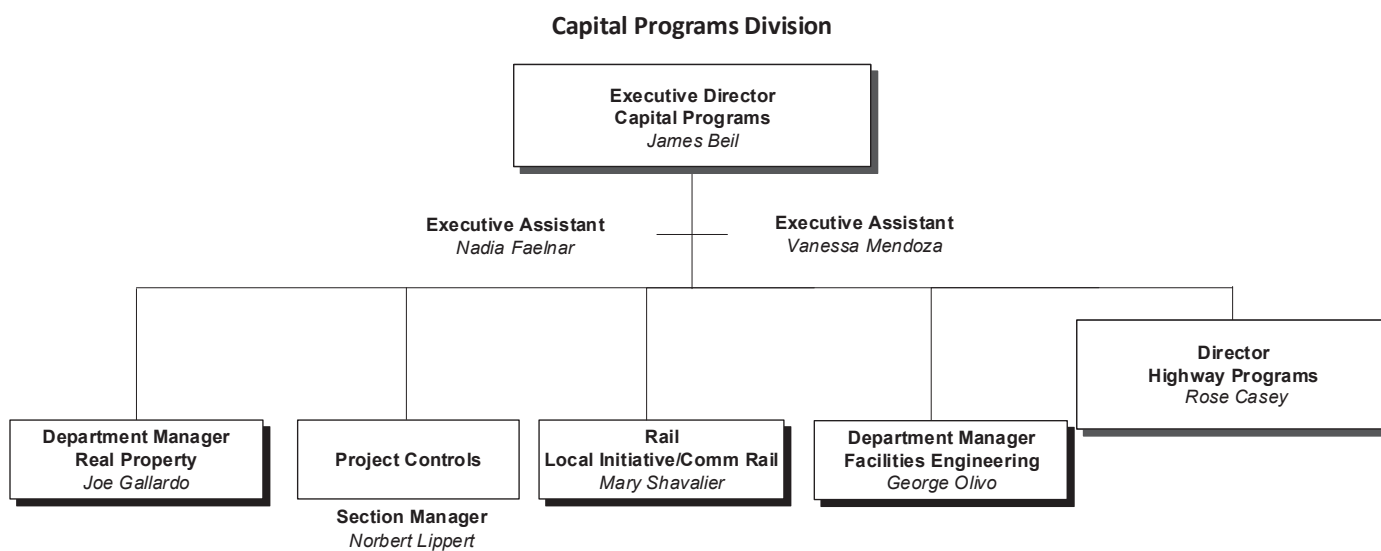 Capital Programs Division
Executive Director
Capital Programs
James Beil
Executive Assistant
Nadia Faelnar
Executive Assistant
Vanessa Mendoza
Director
Highway Programs
Rose Casey
Department Manager
Real Property
Joe Gallardo
Project Controls
Section Manager
Norbert Lippert
Rail
Local Initiative/Comm Rail
Mary Shavalier
Department Manager
Facilities Engineering
George Olivo